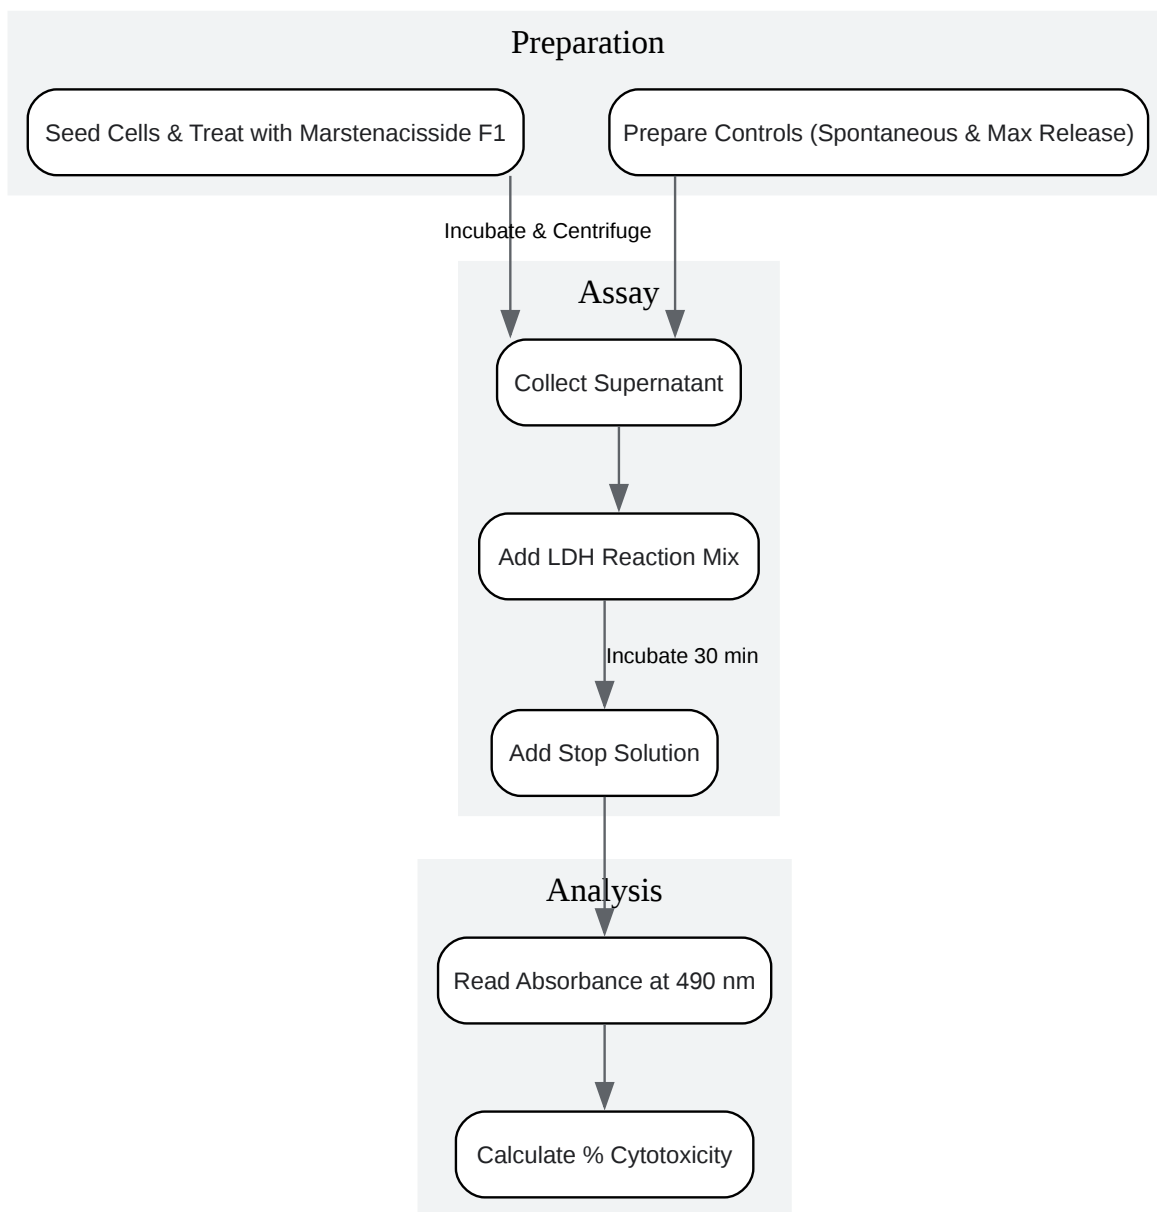 Preparation
Seed Cells & Treat with Marstenacisside F1
Prepare Controls (Spontaneous & Max Release)
Incubate & Centrifuge
Assay
Collect Supernatant
Add LDH Reaction Mix
Incubate 30 min
Add Stop Solution
Analysis
Read Absorbance at 490 nm
Calculate % Cytotoxicity